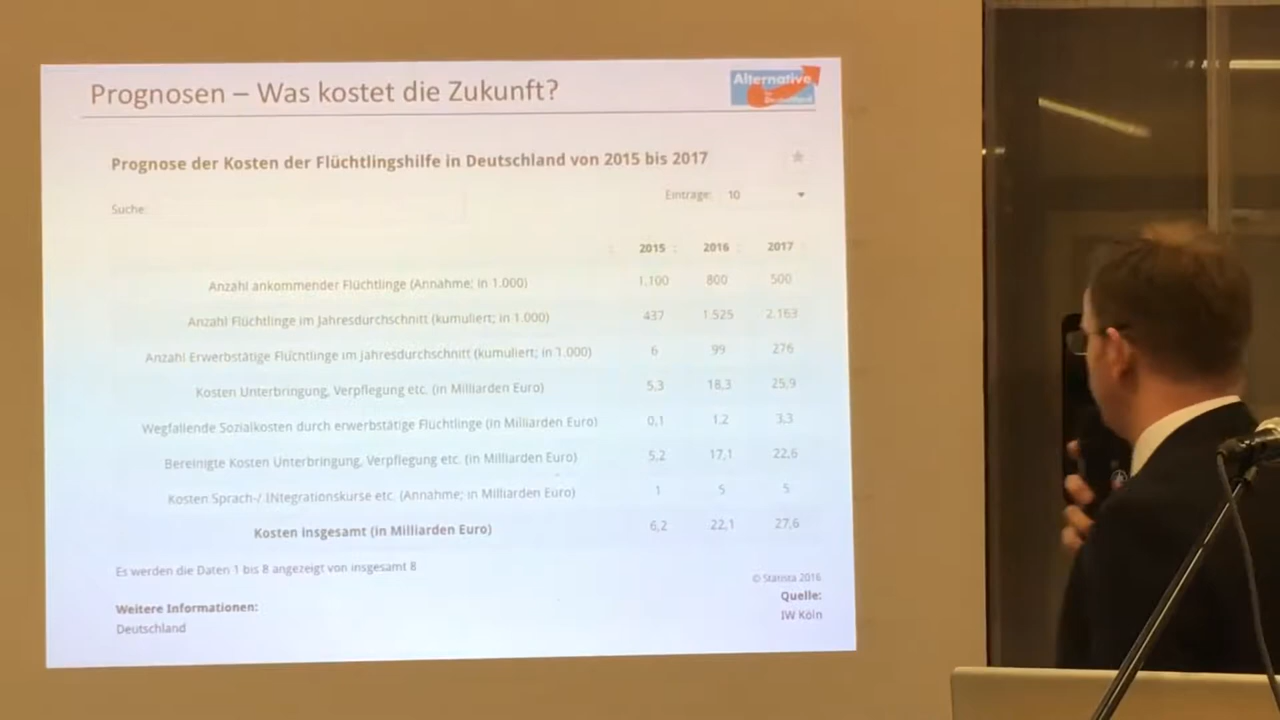 Prognosen – Was kostet die Zukunft?
Alternative
für
Deutschland
Prognose der Kosten der Flüchtlingshilfe in Deutschland von 2015 bis 2017
Einträge: 10
Suche:
2015 2016 2017
Anzahl ankommender Flüchtlinge (Annahme; in 1.000) 1.100 800 500
Anzahl Flüchtlinge im Jahresdurchschnitt (kumuliert; in 1.000) 437 1.525 2.163
Anzahl Erwerbstätige Flüchtlinge im Jahresdurchschnitt (kumuliert; in 1.000) 6 99 276
Kosten Unterbringung, Verpflegung etc. (in Milliarden Euro) 5,3 18,3 25,9
Wegfallende Sozialkosten durch erwerbstätige Flüchtlinge (in Milliarden Euro) 0,1 1,2 3,3
Bereinigte Kosten Unterbringung, Verpflegung etc. (in Milliarden Euro) 5,2 17,1 22,6
Kosten Sprach-/ INtegrationskurse etc. (Annahme; in Milliarden Euro) 1 5 5
Kosten insgesamt (in Milliarden Euro) 6,2 22,1 27,6
Es werden die Daten 1 bis 8 angezeigt von insgesamt 8
© Statista 2016
Weitere Informationen:
Deutschland
Quelle:
IW Köln